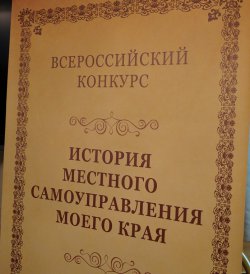 ВСЕРОССИЙСКИЙ
КОНКУРС
ИСТОРИЯ
МЕСТНОГО
САМОУПРАВЛЕНИЯ
МОЕГО КРАЯ